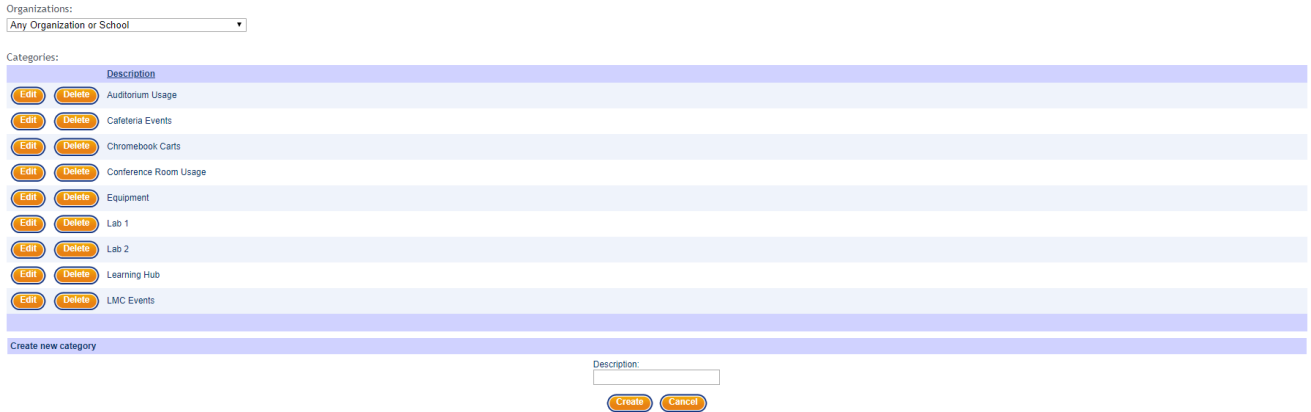 Organizations:
Any Organization or School
Categories:
Description
Edit Delete Auditorium Usage
Edit Delete Cafeteria Events
Edit Delete Chromebook Carts
Edit Delete Conference Room Usage
Edit Delete Equipment
Edit Delete Lab 1
Edit Delete Lab 2
Edit Delete Learning Hub
Edit Delete LMC Events
Create new category
Description:
Create Cancel